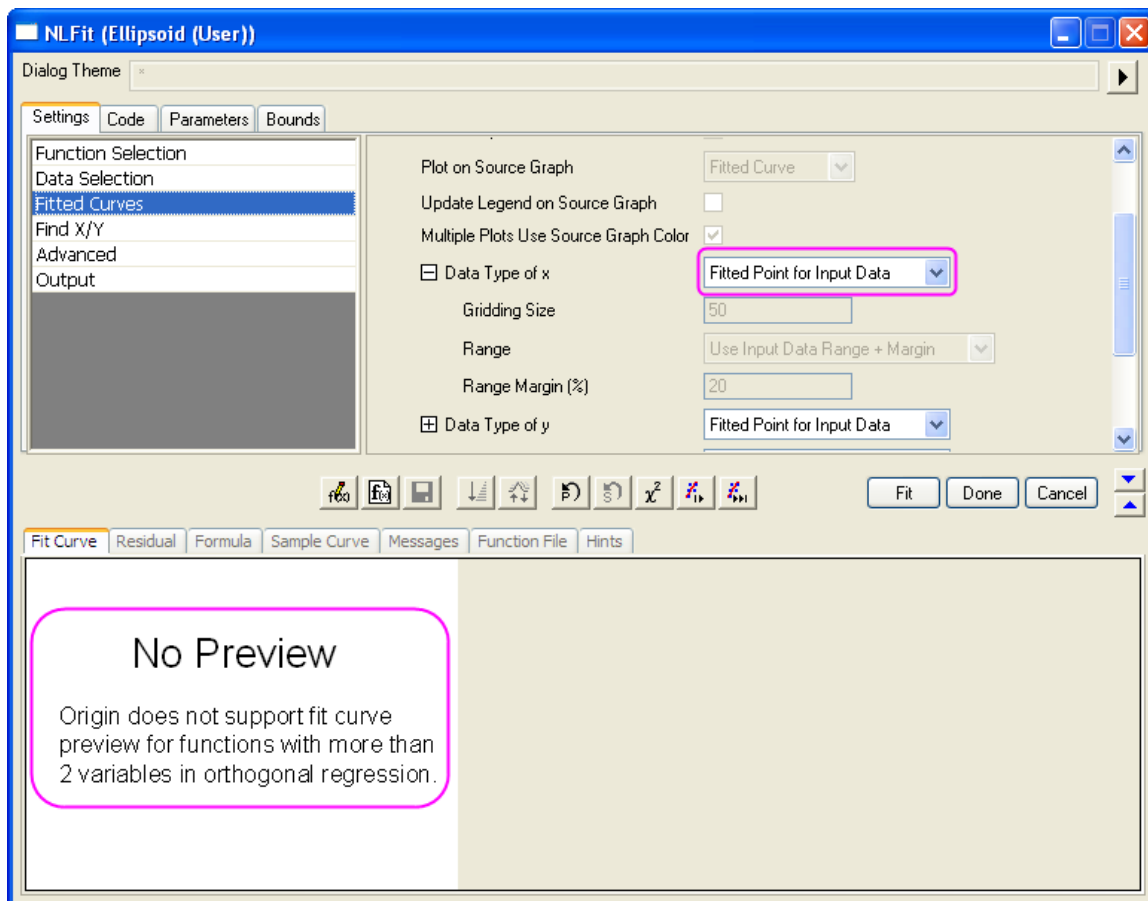 NLFit (Ellipsoid (User))
Dialog Theme *
Settings Code Parameters Bounds
Function Selection
Data Selection
Fitted Curves
Find X/Y
Advanced
Output
Plot on Source Graph Fitted Curve
Update Legend on Source Graph
Multiple Plots Use Source Graph Color
Data Type of x Fitted Point for Input Data
Gridding Size 50
Range Use Input Data Range + Margin
Range Margin (%) 20
Data Type of y Fitted Point for Input Data
Fit Done Cancel
Fit Curve Residual Formula Sample Curve Messages Function File Hints
No Preview
Origin does not support fit curve
preview for functions with more than
2 variables in orthogonal regression.